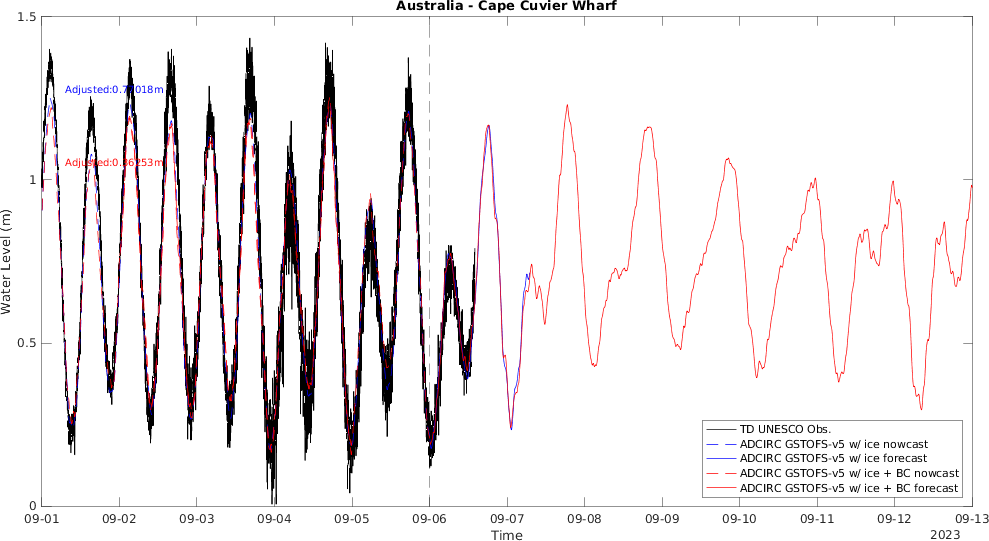 Australia - Cape Cuvier Wharf
1.5
1
0.5
0
Water Level (m)
09-01 09-02 09-03 09-04 09-05 09-06 09-07 09-08 09-09 09-10 09-11 09-12 09-13
Time
2023
TD UNESCO Obs.
ADCIRC GSTOFS-v5 w/ ice nowcast
ADCIRC GSTOFS-v5 w/ ice forecast
ADCIRC GSTOFS-v5 w/ ice + BC nowcast
ADCIRC GSTOFS-v5 w/ ice + BC forecast